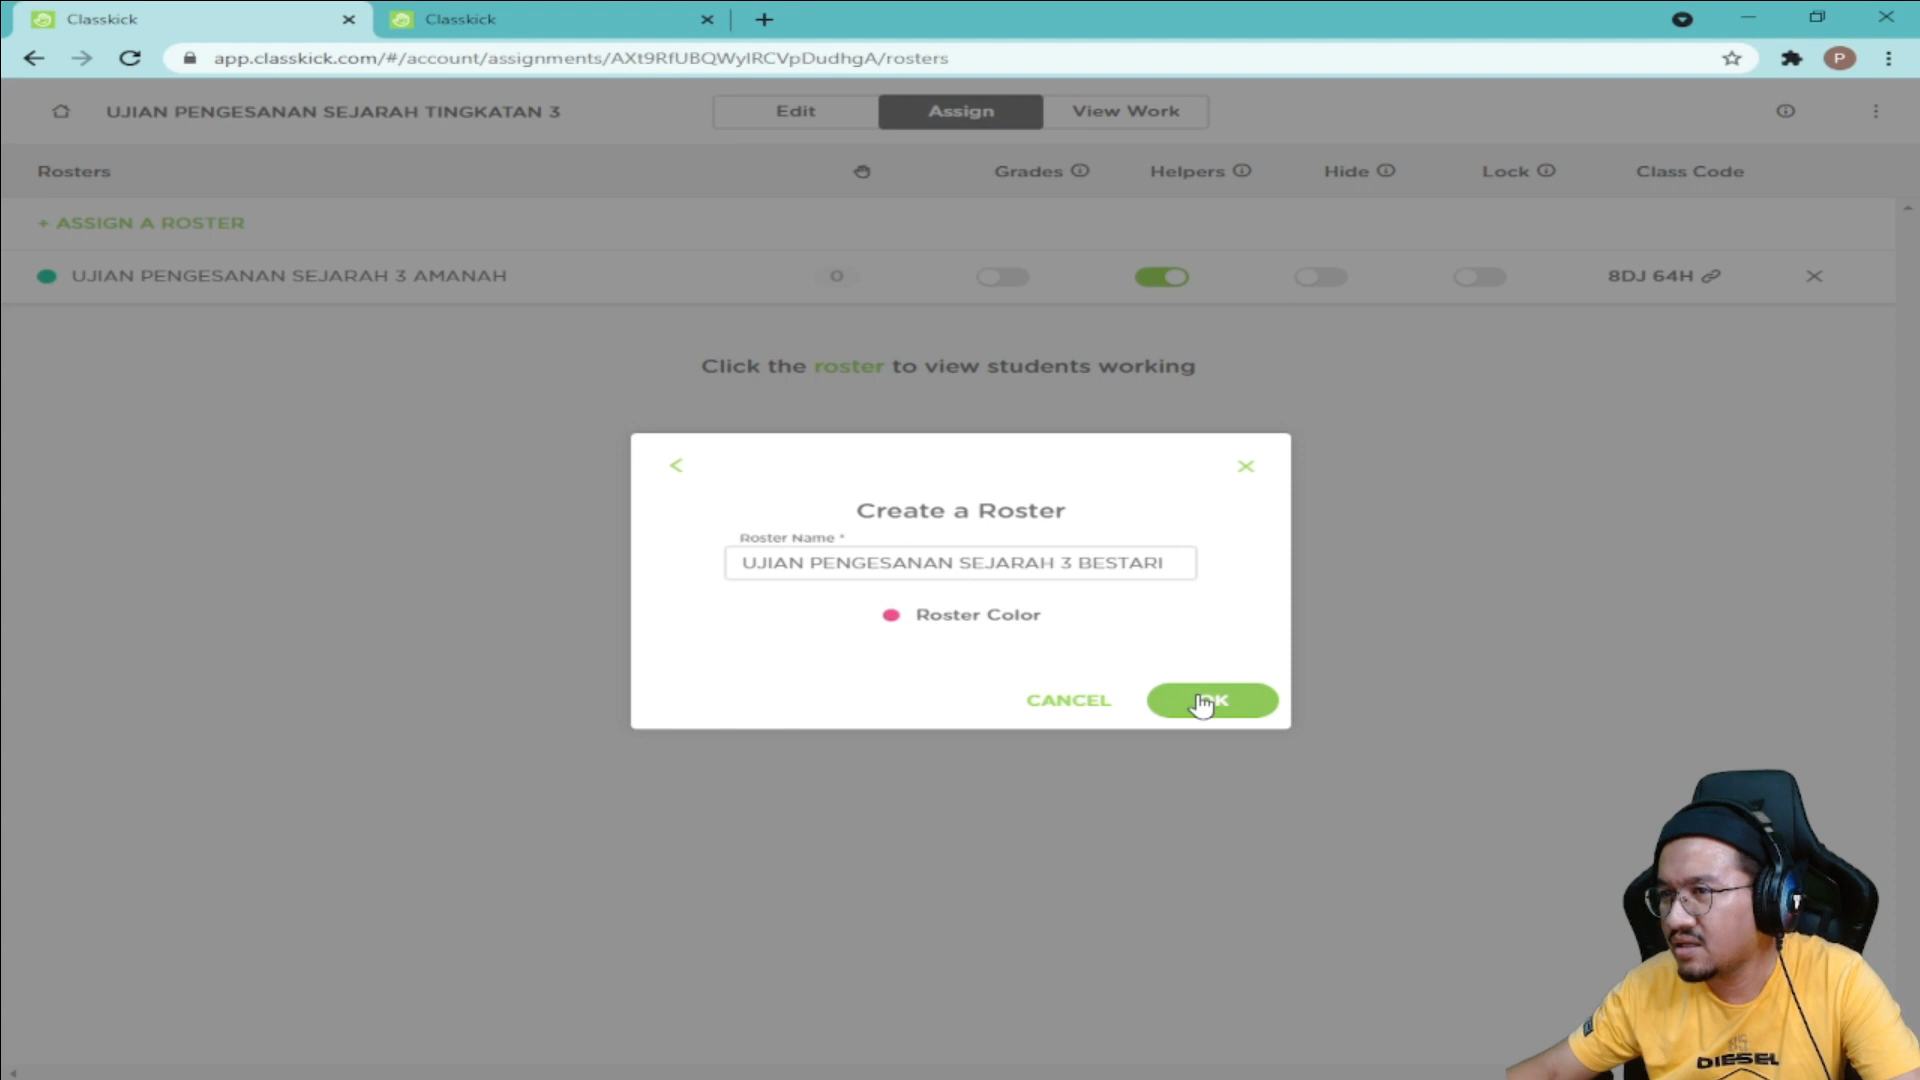 Classkick
Classkick
app.classkick.com/#/account/assignments/AXt9RfUBQWyIRCVpDudhgA/rosters
P
UJIAN PENGESANAN SEJARAH TINGKATAN 3
Edit
Assign
View Work
Rosters
Grades
Helpers
Hide
Lock
Class Code
+ ASSIGN A ROSTER
UJIAN PENGESANAN SEJARAH 3 AMANAH
0
8DJ 64H
Click the roster to view students working
Create a Roster
Roster Name *
UJIAN PENGESANAN SEJARAH 3 BESTARI
Roster Color
CANCEL
OK
DIESEL